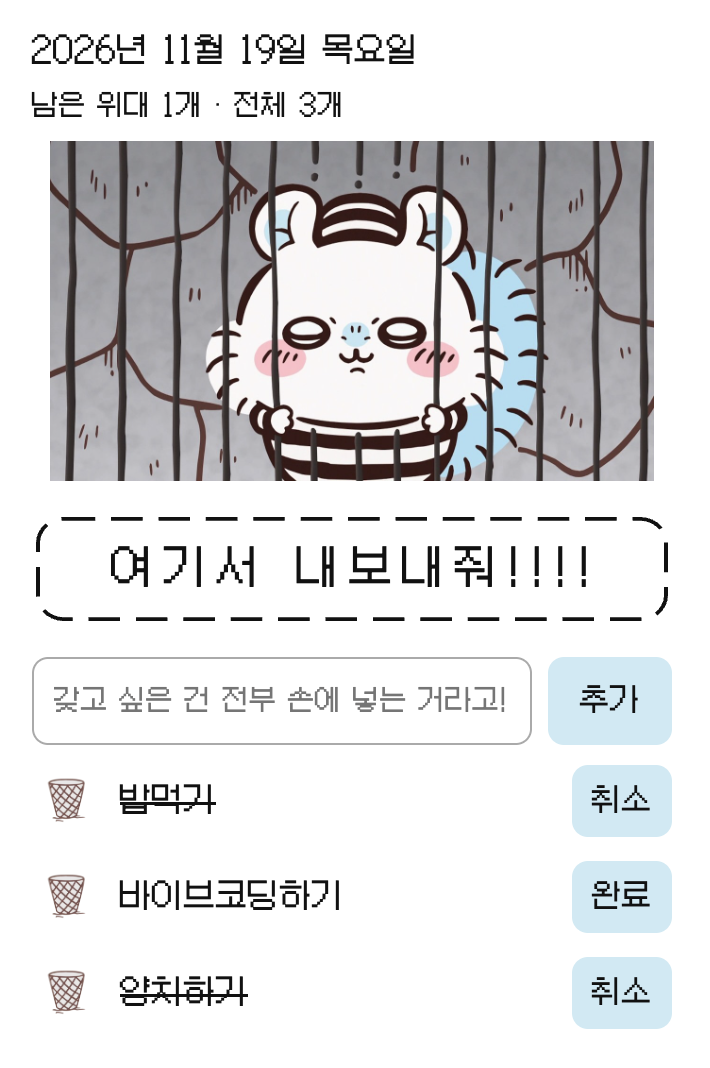 2026년 11월 19일 목요일
남은 위대 1개 · 전체 3개
여기서 내보내줘!!!!
갖고 싶은 건 전부 손에 넣는 거라고!
추가
밥먹기
취소
바이브코딩하기
완료
양치하기
취소